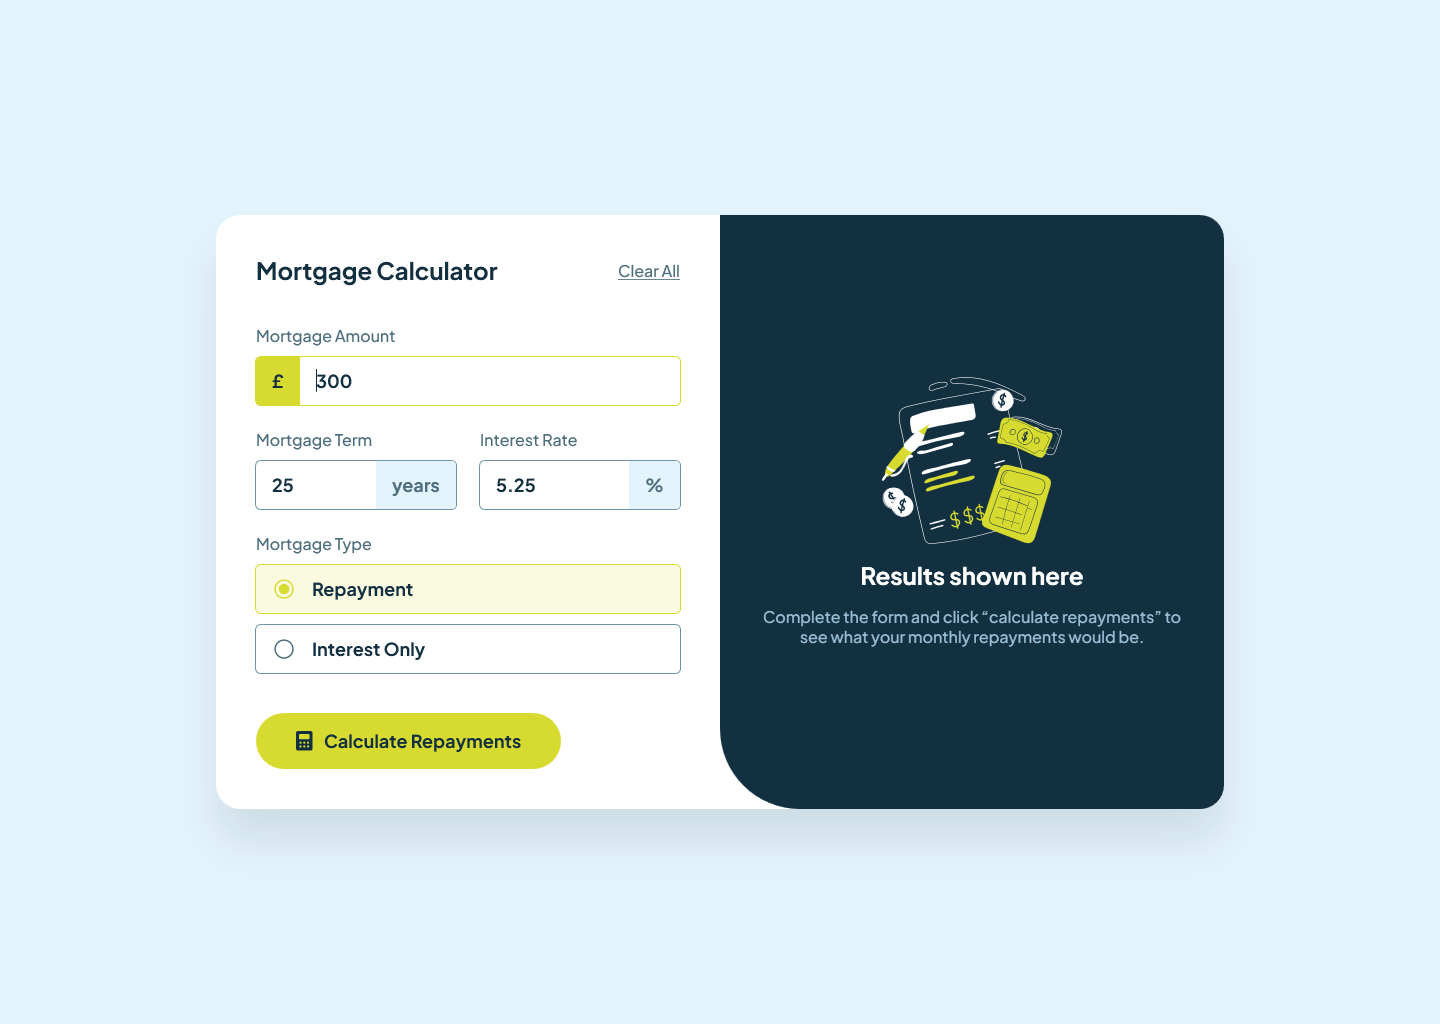 Mortgage Calculator
Clear All
Mortgage Amount
£ 300
Mortgage Term
Interest Rate
25 years
5.25 %
Mortgage Type
Repayment
Interest Only
Calculate Repayments
$
$
$
$
$$$
Results shown here
Complete the form and click “calculate repayments” to
see what your monthly repayments would be.